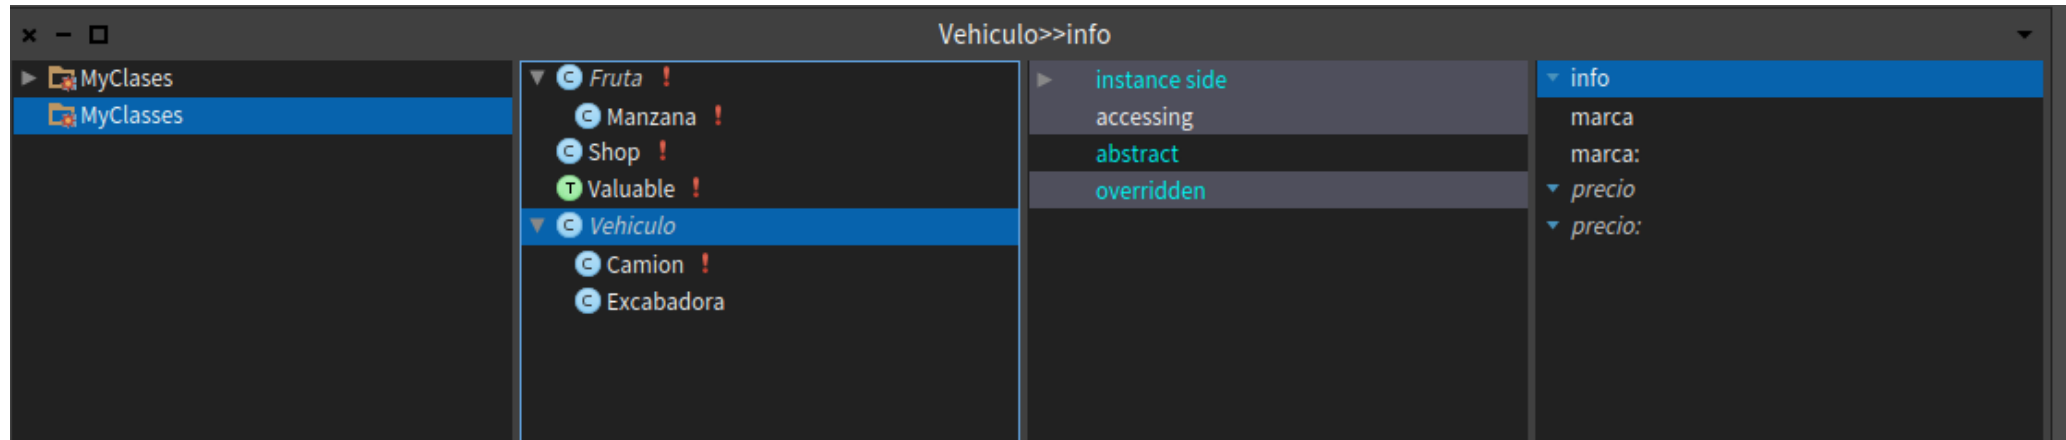 Vehiculo>>info
MyClases
MyClasses
C Fruta !
C Manzana !
C Shop !
T Valuable !
C Vehiculo
C Camion !
C Excabadora
instance side
accessing
abstract
overridden
info
marca
marca:
precio
precio: